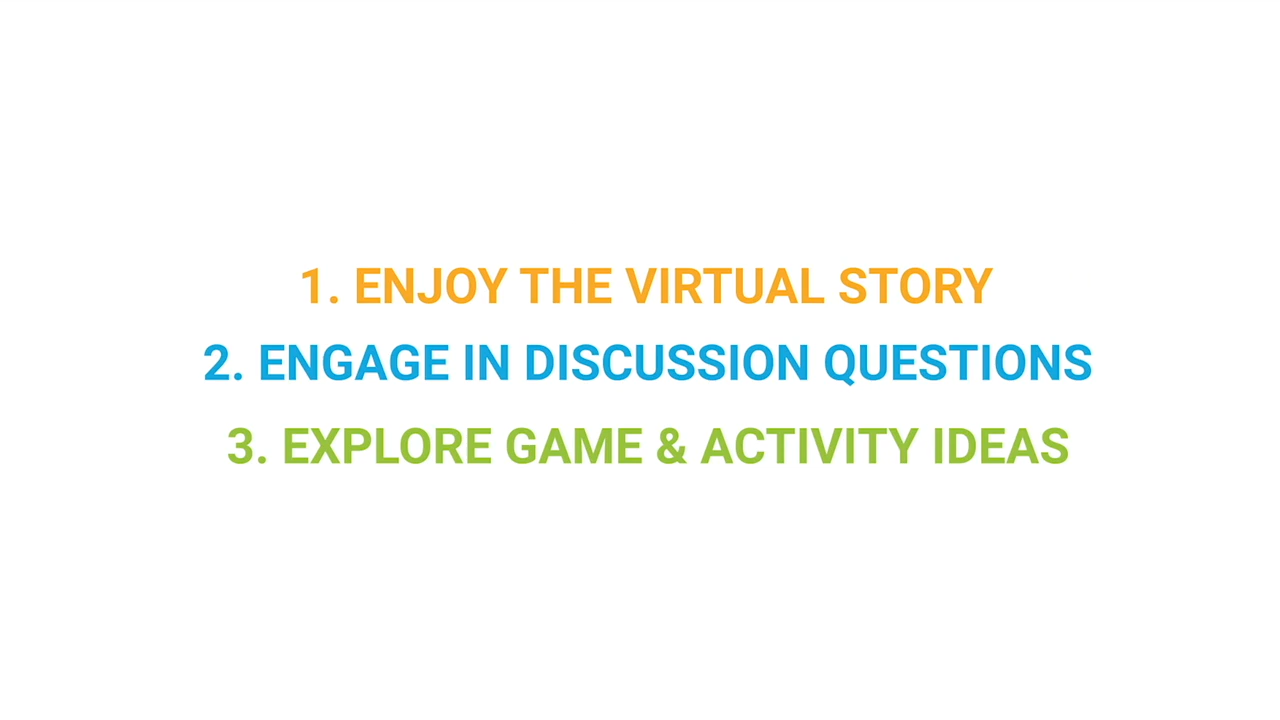 1. ENJOY THE VIRTUAL STORY
2. ENGAGE IN DISCUSSION QUESTIONS
3. EXPLORE GAME & ACTIVITY IDEAS